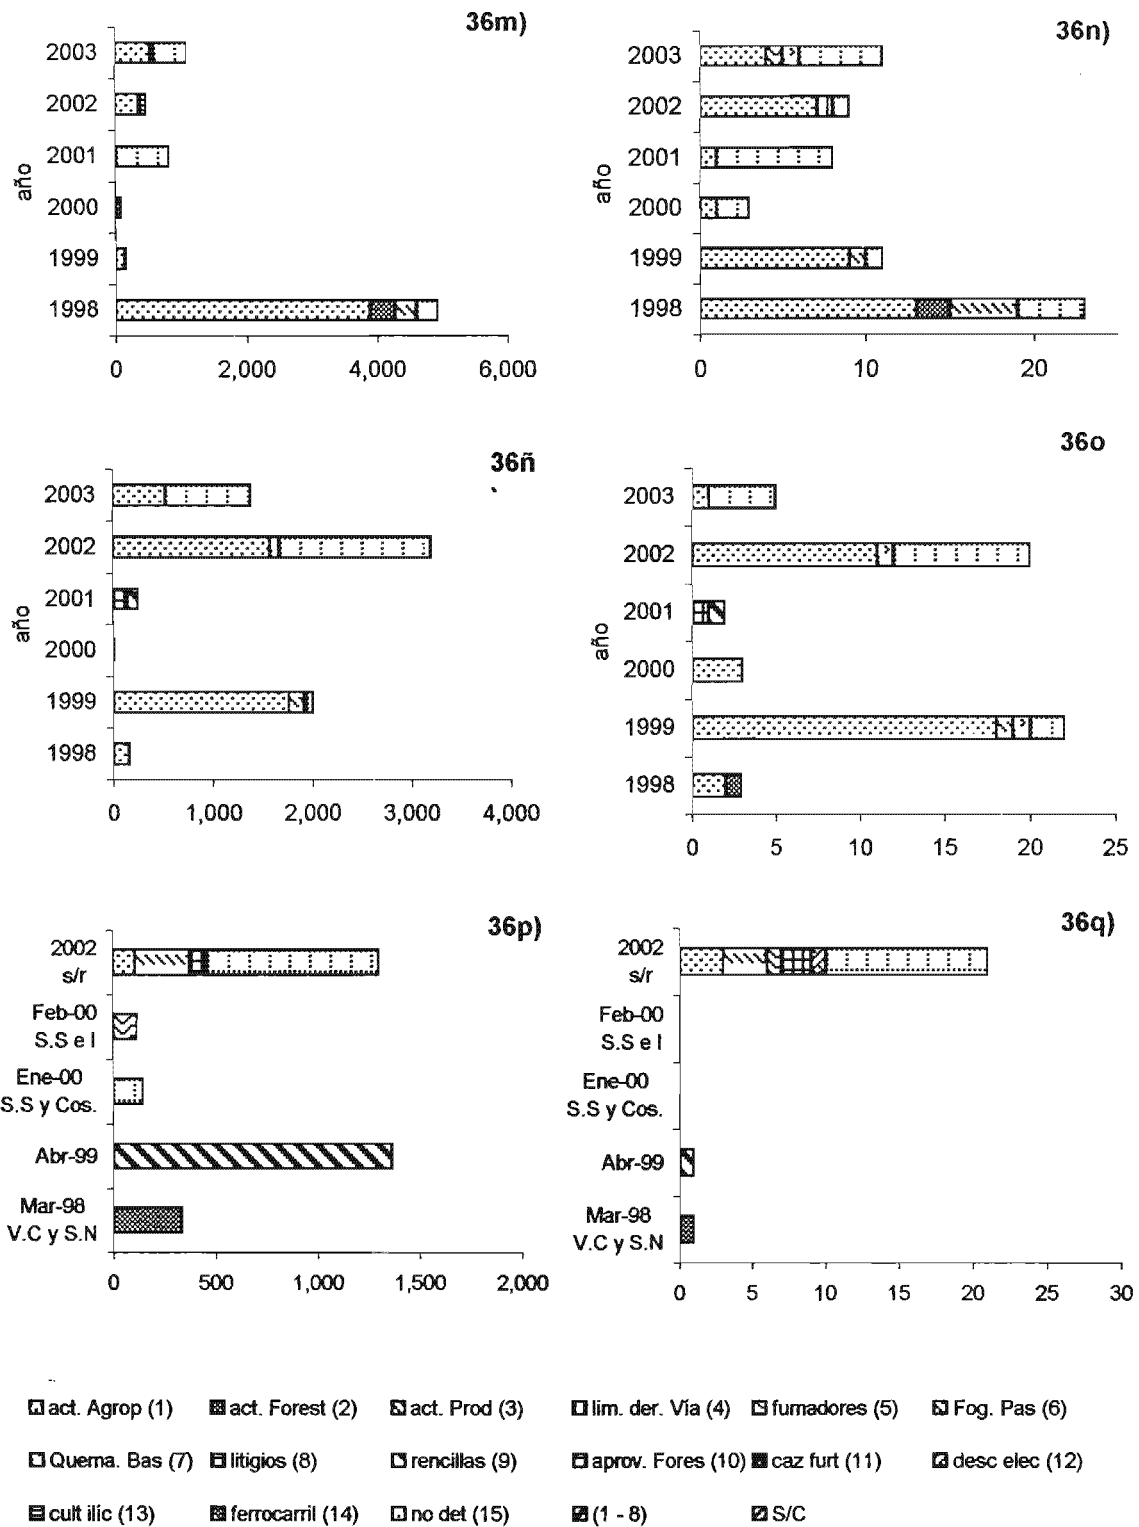 36m)
2003
2002
2001
2000
1999
1998
año
0 2,000 4,000 6,000
36n)
2003
2002
2001
2000
1999
1998
año
0 10 20
36ñ
2003
2002
2001
2000
1999
1998
año
0 1,000 2,000 3,000 4,000
36o
2003
2002
2001
2000
1999
1998
año
0 5 10 15 20 25
36p)
2002
s/r
Feb-00
S.S e I
Ene-00
S.S y Cos.
Abr-99
Mar-98
V.C y S.N
0 500 1,000 1,500 2,000
36q)
2002
s/r
Feb-00
S.S e I
Ene-00
S.S y Cos.
Abr-99
Mar-98
V.C y S.N
0 5 10 15 20 25 30
act. Agrop (1) act. Forest (2) act. Prod (3) lim. der. Vía (4) fumadores (5) Fog. Pas (6)
Quema. Bas (7) litigios (8) rencillas (9) aprov. Fores (10) caz furt (11) desc elec (12)
cult ilíc (13) ferrocarril (14) no det (15) (1 - 8) S/C